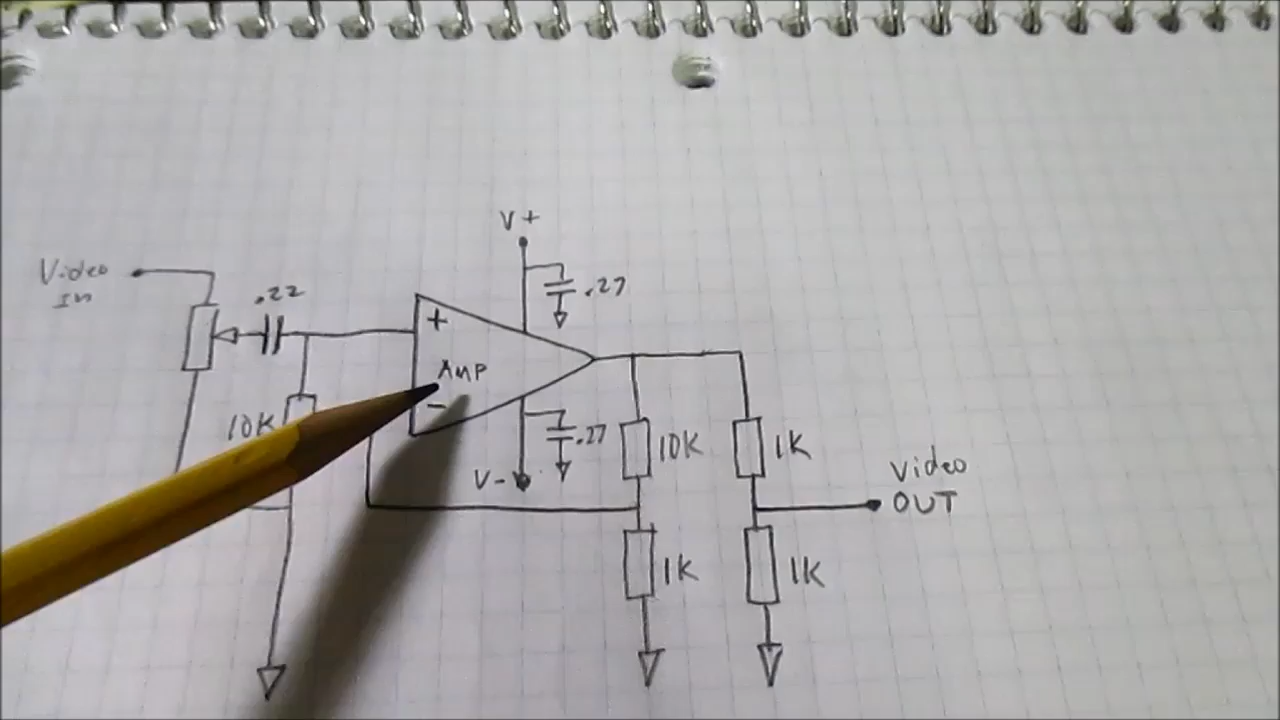 V+
Video
In
.22
.27
+
AMP
-
10K
.27
10K
1K
V-
Video
OUT
1K
1K